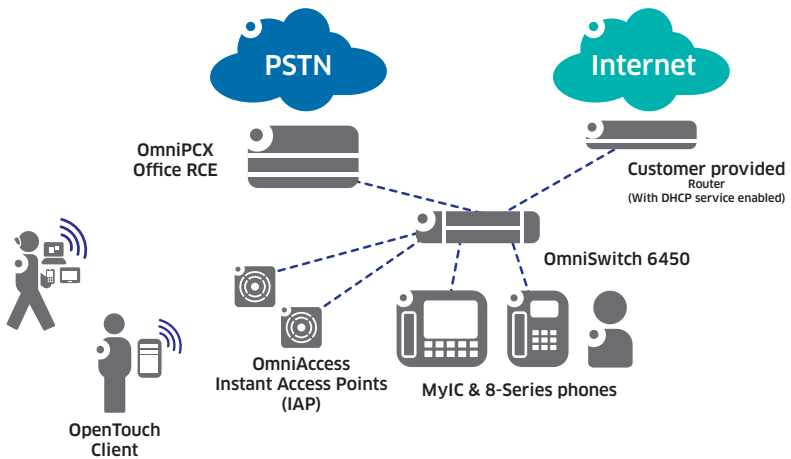 PSTN
Internet
OmniPCX
Office RCE
Customer provided
Router
(With DHCP service enabled)
OmniSwitch 6450
OmniAccess
Instant Access Points
(IAP)
MyIC & 8-Series phones
OpenTouch
Client